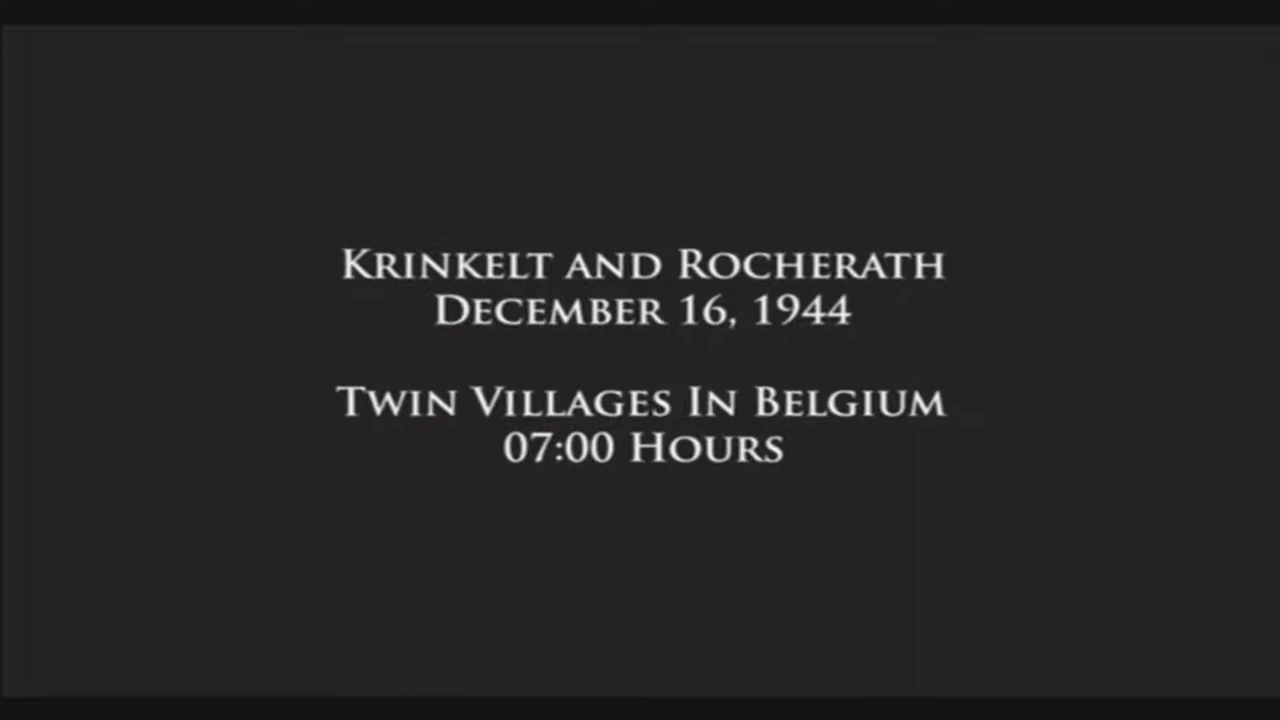 Krinkelt and Rocherath
December 16, 1944
Twin Villages In Belgium
07:00 Hours